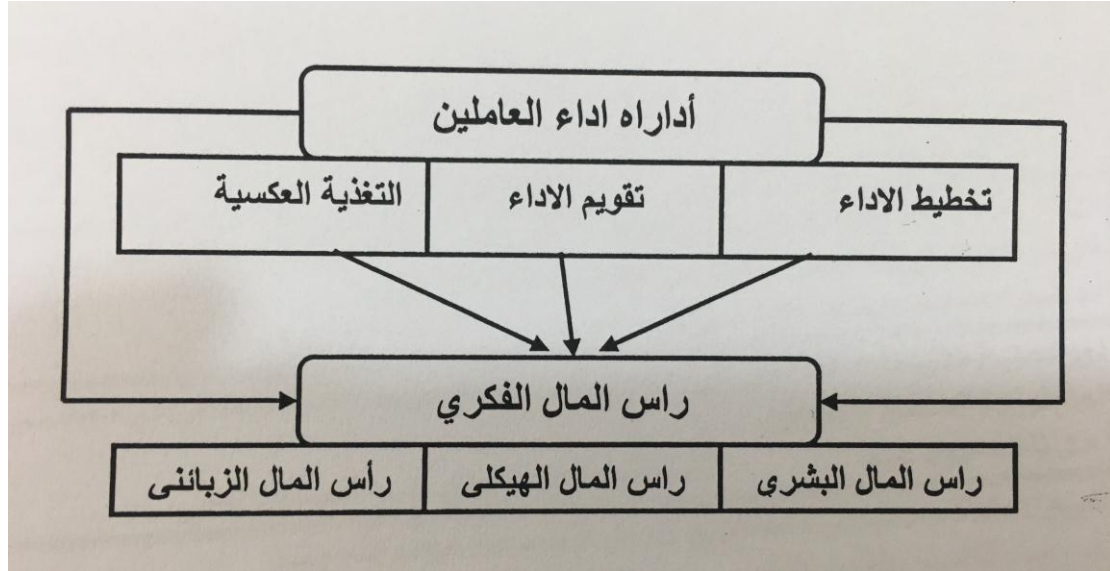 أداراه اداء العاملين
تخطيط الاداء
تقويم الاداء
التغذية العكسية
راس المال الفكري
راس المال البشري
راس المال الهيكلى
رأس المال الزبائنى